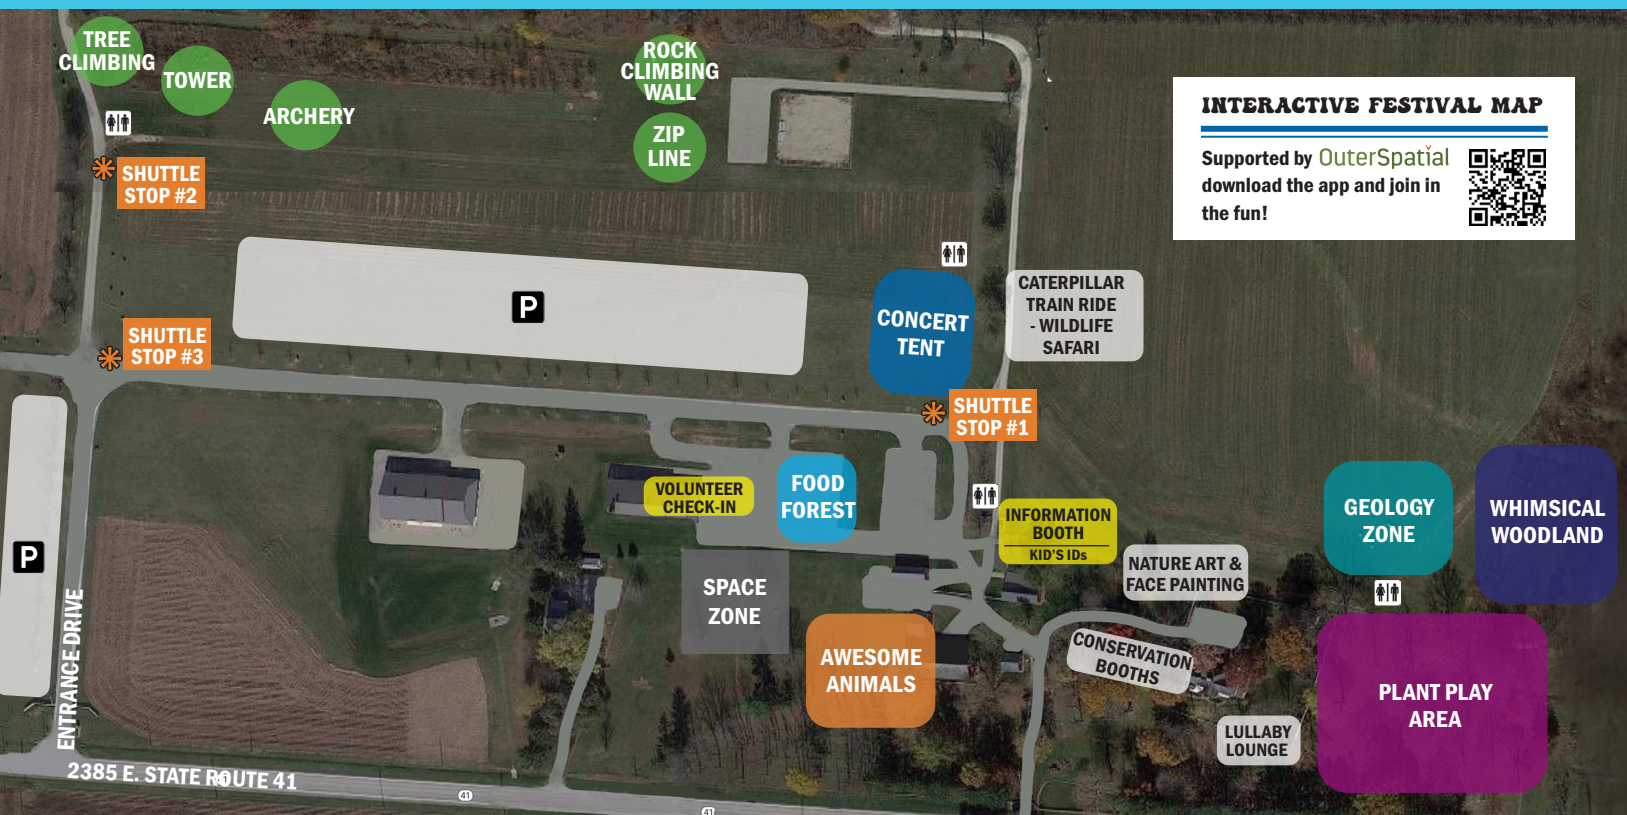 TREE
CLIMBING
TOWER
ARCHERY
ROCK
CLIMBING
WALL
ZIP
LINE
INTERACTIVE FESTIVAL MAP
Supported by OuterSpatial
download the app and join in
the fun!
SHUTTLE
STOP #2
P
CONCERT
TENT
CATERPILLAR
TRAIN RIDE
- WILDLIFE
SAFARI
SHUTTLE
STOP #3
SHUTTLE
STOP #1
VOLUNTEER
CHECK-IN
FOOD
FOREST
INFORMATION
BOOTH
KID'S IDs
GEOLOGY
ZONE
WHIMSICAL
WOODLAND
P
SPACE
ZONE
NATURE ART &
FACE PAINTING
AWESOME
ANIMALS
CONSERVATION
BOOTHS
PLANT PLAY
AREA
LULLABY
LOUNGE
ENTRANCE DRIVE
2385 E. STATE ROUTE 41
41
41